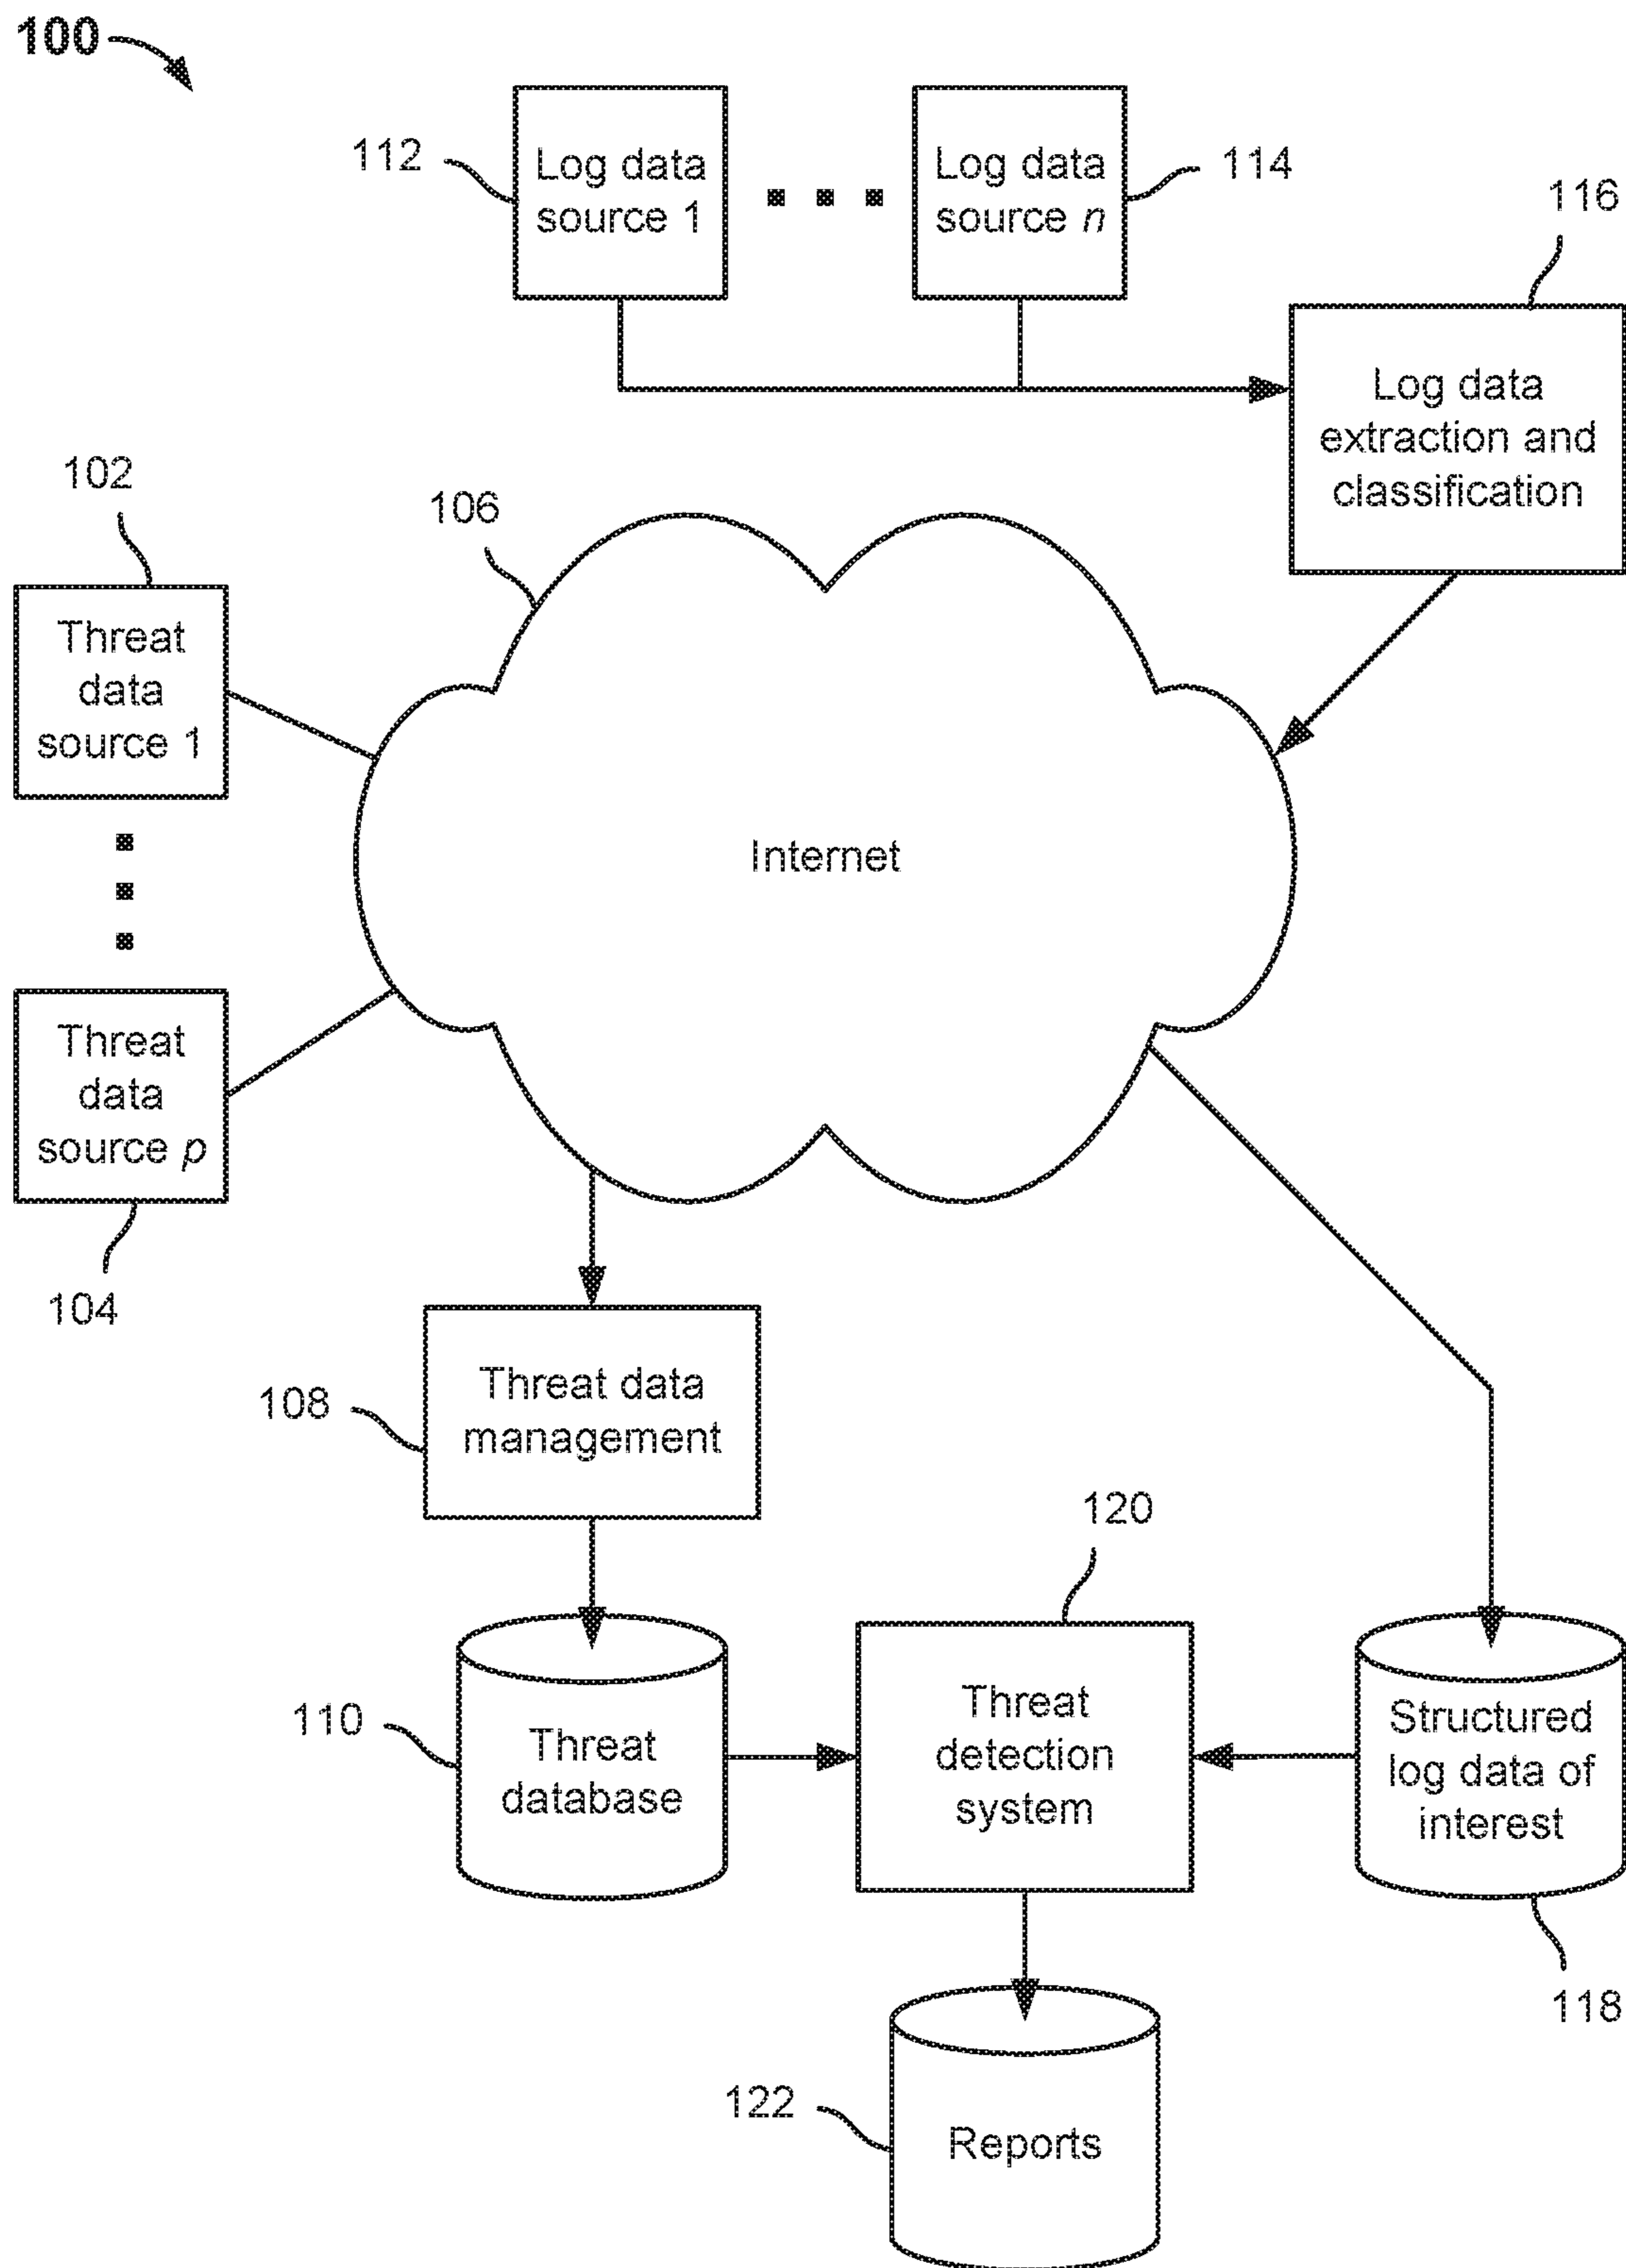 100
112
Log data
source 1
Log data
source n
114
116
Log data
extraction and
classification
102
106
Threat
data
source 1
Internet
Threat
data
source p
104
108
Threat data
management
120
110
Threat
database
Threat
detection
system
Structured
log data of
interest
118
122
Reports